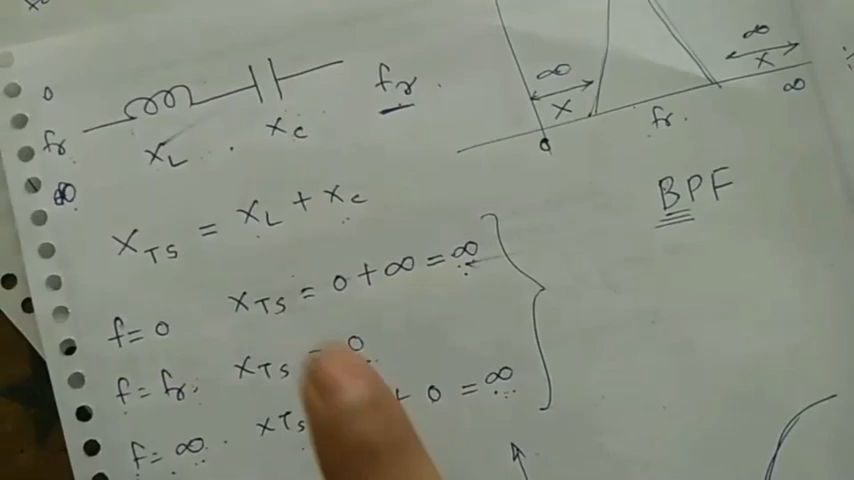 0
fr
∞
XL . XC
fr.
XTS = XL + XC
f=0 XTS = 0 + ∞ = ∞
f=fr, XTS = 0
f=∞ . XTS + 0 = ∞
∞ X
0
fr.
∞ X
∞
BPF